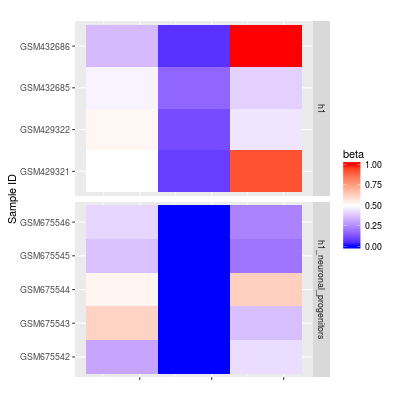 GSM432686
GSM432685
GSM429322
GSM429321
h1
GSM675546
GSM675545
GSM675544
GSM675543
GSM675542
h1_neuronal_progenitors
Sample ID
beta
1.00
0.75
0.50
0.25
0.00